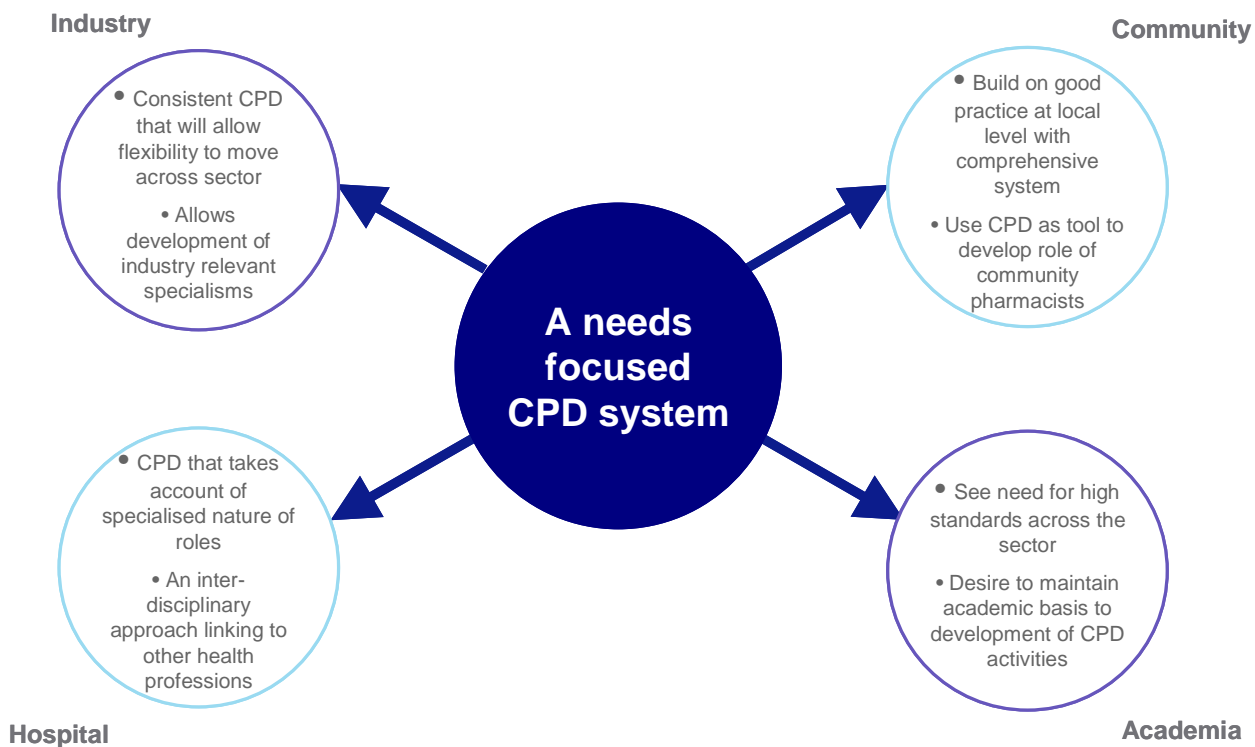 Industry
• Consistent CPD
that will allow
flexibility to move
across sector
• Allows
development of
industry relevant
specialisms
Community
• Build on good
practice at local
level with
comprehensive
system
• Use CPD as tool to
develop role of
community
pharmacists
A needs
focused
CPD system
• CPD that takes
account of
specialised nature of
roles
• An inter-
disciplinary
approach linking to
other health
professions
Hospital
• See need for high
standards across the
sector
• Desire to maintain
academic basis to
development of CPD
activities
Academia